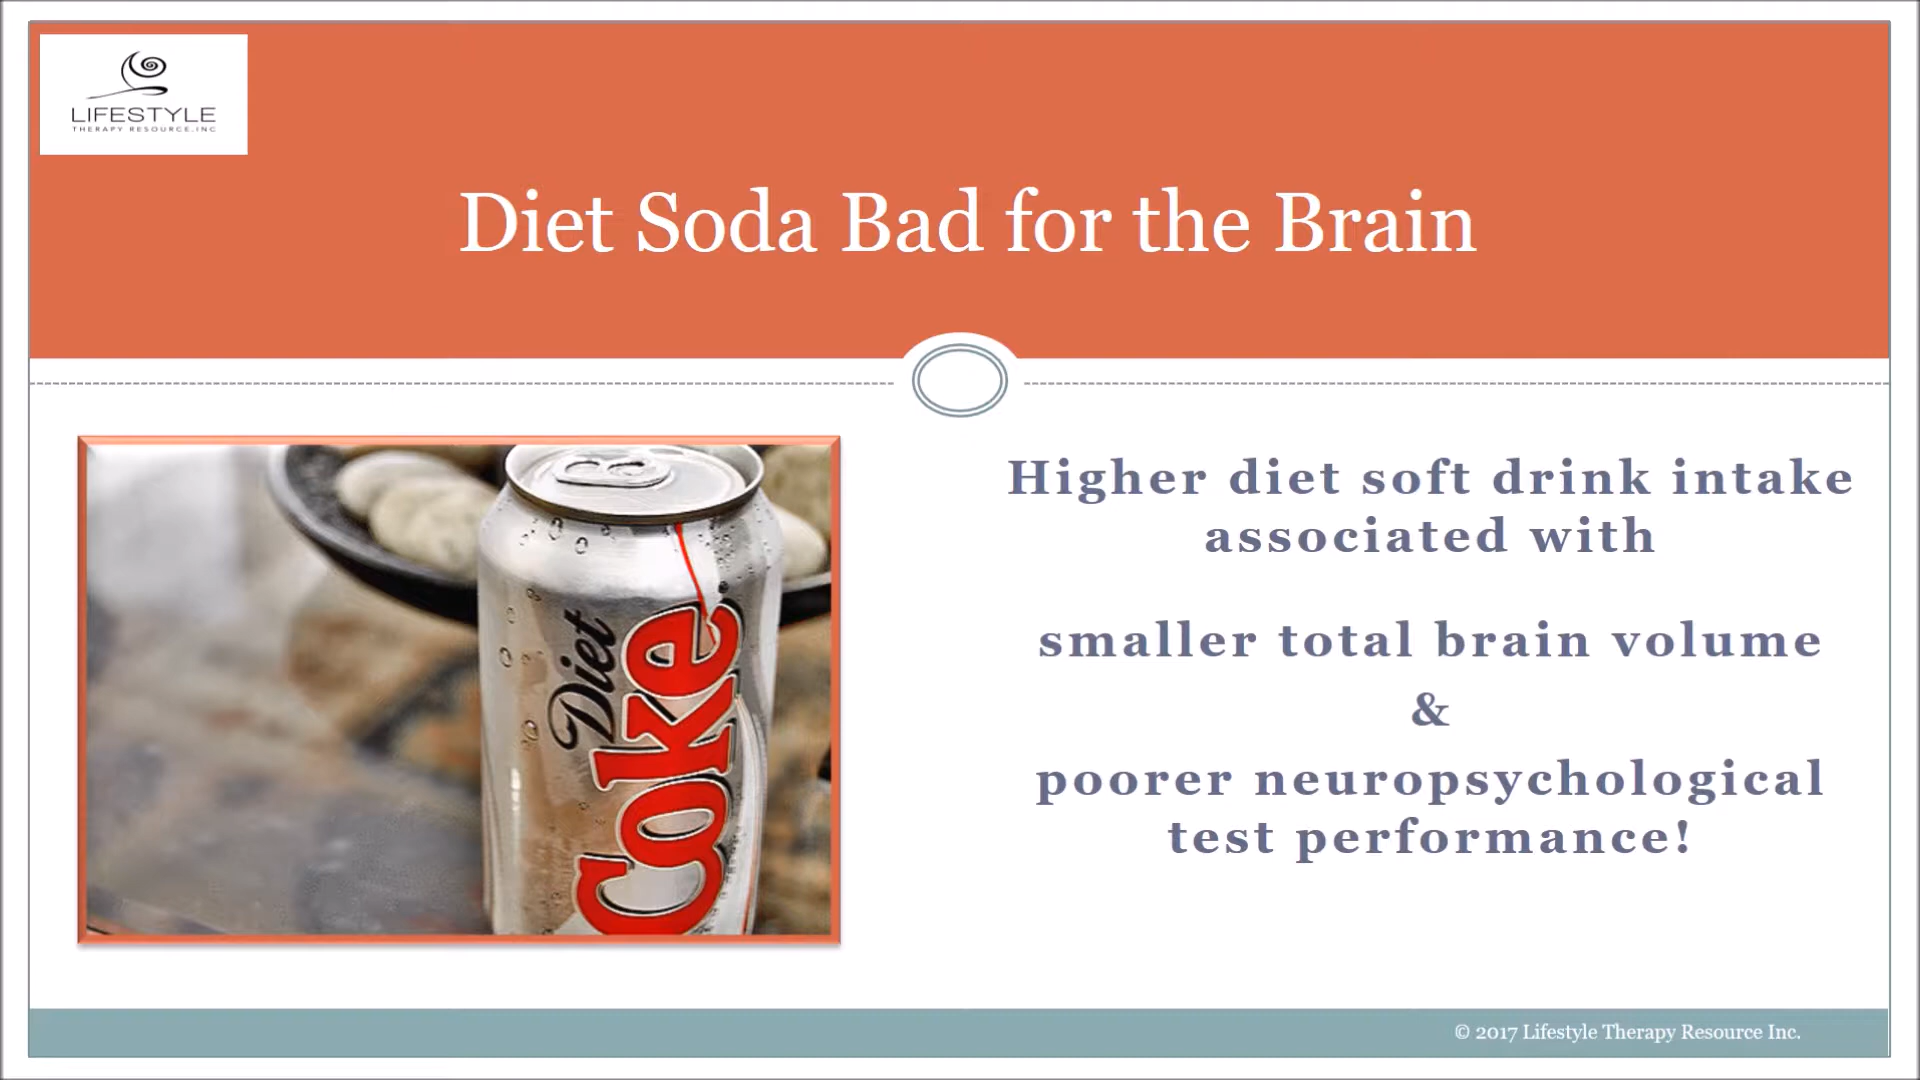 LIFESTYLE
THERAPY RESOURCE.INC
Diet Soda Bad for the Brain
Diet
Coke
Higher diet soft drink intake
associated with
smaller total brain volume
&
poorer neuropsychological
test performance!
© 2017 Lifestyle Therapy Resource Inc.